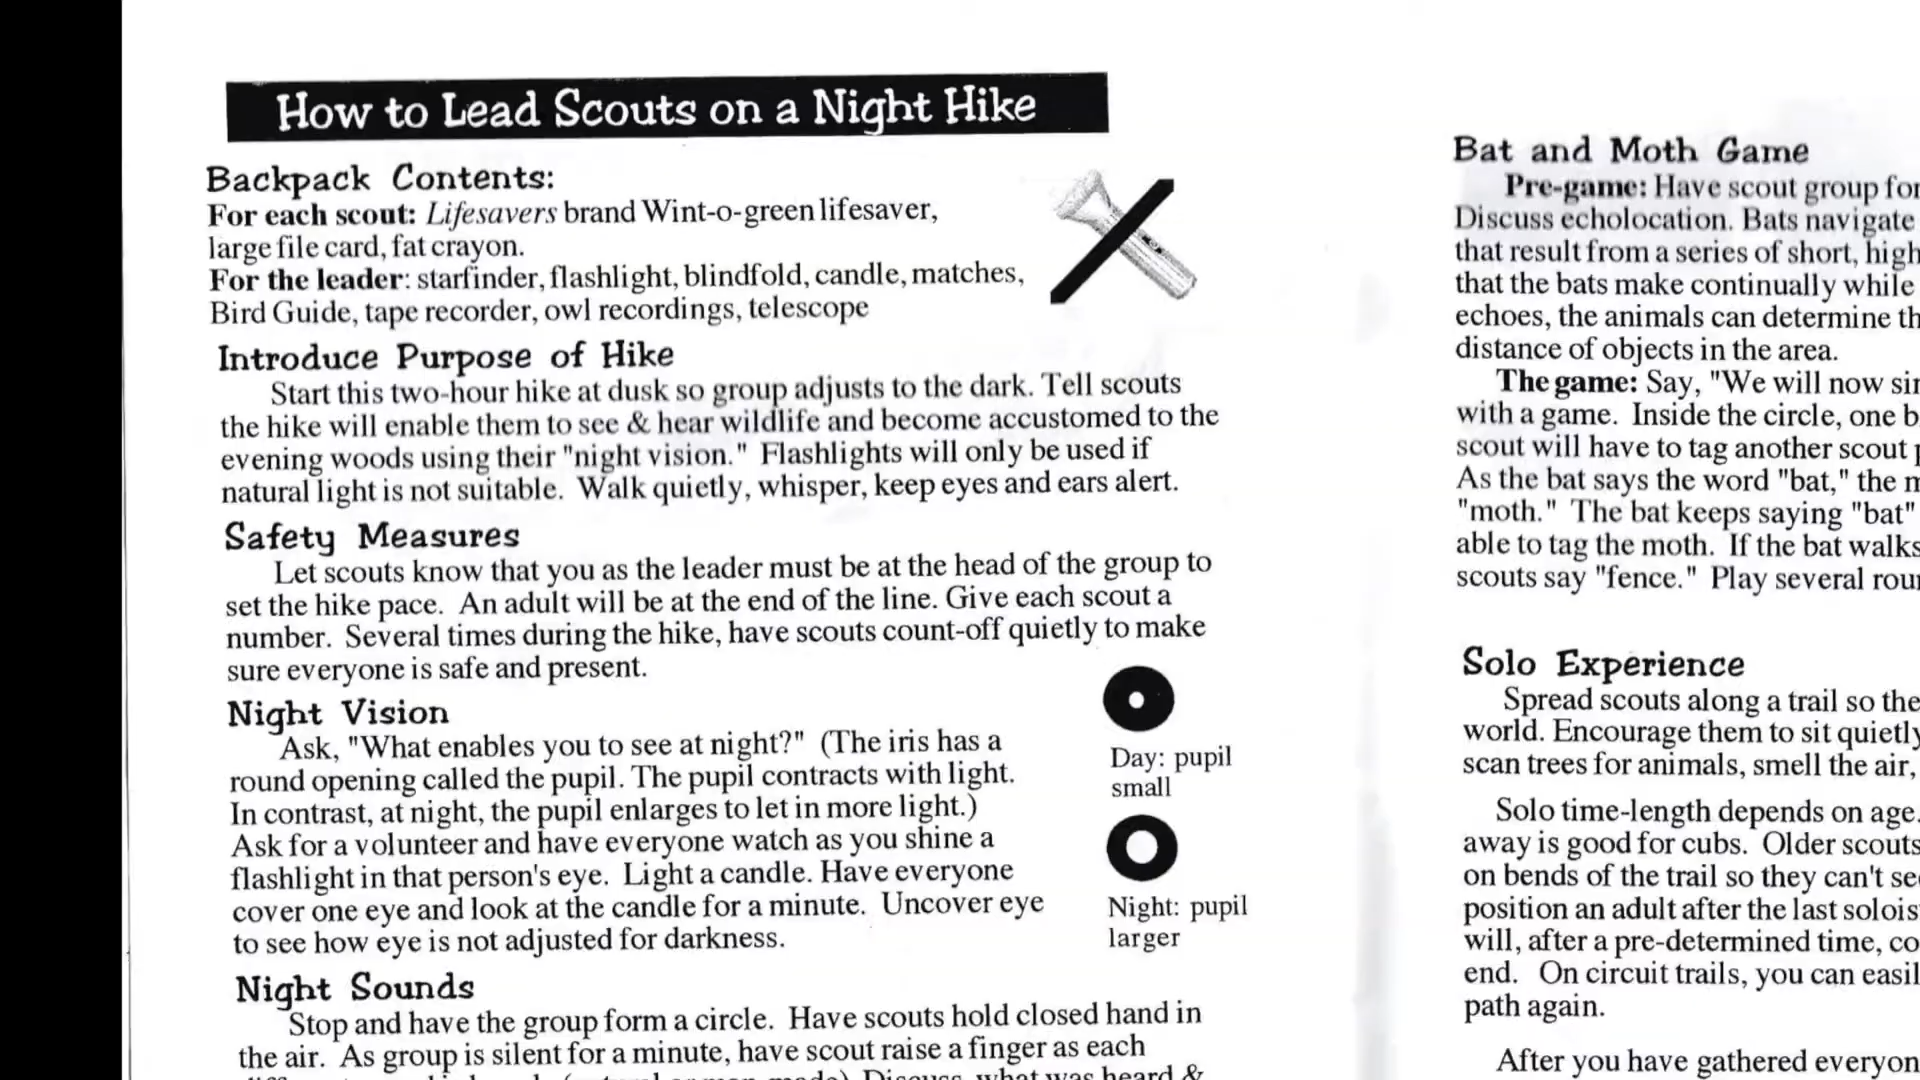 How to Lead Scouts on a Night Hike
Backpack Contents:
For each scout: Lifesavers brand Wint-o-green lifesaver,
large file card, fat crayon.
For the leader: starfinder, flashlight, blindfold, candle, matches,
Bird Guide, tape recorder, owl recordings, telescope
Introduce Purpose of Hike
Start this two-hour hike at dusk so group adjusts to the dark. Tell scouts
the hike will enable them to see & hear wildlife and become accustomed to the
evening woods using their "night vision." Flashlights will only be used if
natural light is not suitable. Walk quietly, whisper, keep eyes and ears alert.
Safety Measures
Let scouts know that you as the leader must be at the head of the group to
set the hike pace. An adult will be at the end of the line. Give each scout a
number. Several times during the hike, have scouts count-off quietly to make
sure everyone is safe and present.
Night Vision
Ask, "What enables you to see at night?" (The iris has a
round opening called the pupil. The pupil contracts with light.
In contrast, at night, the pupil enlarges to let in more light.)
Ask for a volunteer and have everyone watch as you shine a
flashlight in that person's eye. Light a candle. Have everyone
cover one eye and look at the candle for a minute. Uncover eye
to see how eye is not adjusted for darkness.
Day: pupil
small
Night: pupil
larger
Night Sounds
Stop and have the group form a circle. Have scouts hold closed hand in
the air. As group is silent for a minute, have scout raise a finger as each
Discuss what was heard &
Bat and Moth Game
Pre-game: Have scout group
Discuss echolocation. Bats navigate
that result from a series of short,
that the bats make continually while
echoes, the animals can determine
distance of objects in the area.
The game: Say, "We will now
with a game. Inside the circle, one
scout will have to tag another scout
As the bat says the word "bat," the
"moth." The bat keeps saying "bat"
able to tag the moth. If the bat walks
scouts say "fence." Play several
Solo Experience
Spread scouts along a trail so
world. Encourage them to sit quietly
scan trees for animals, smell the air,
Solo time-length depends on age.
away is good for cubs. Older scouts
on bends of the trail so they can't
position an adult after the last
will, after a pre-determined time,
end. On circuit trails, you can
path again.
After you have gathered